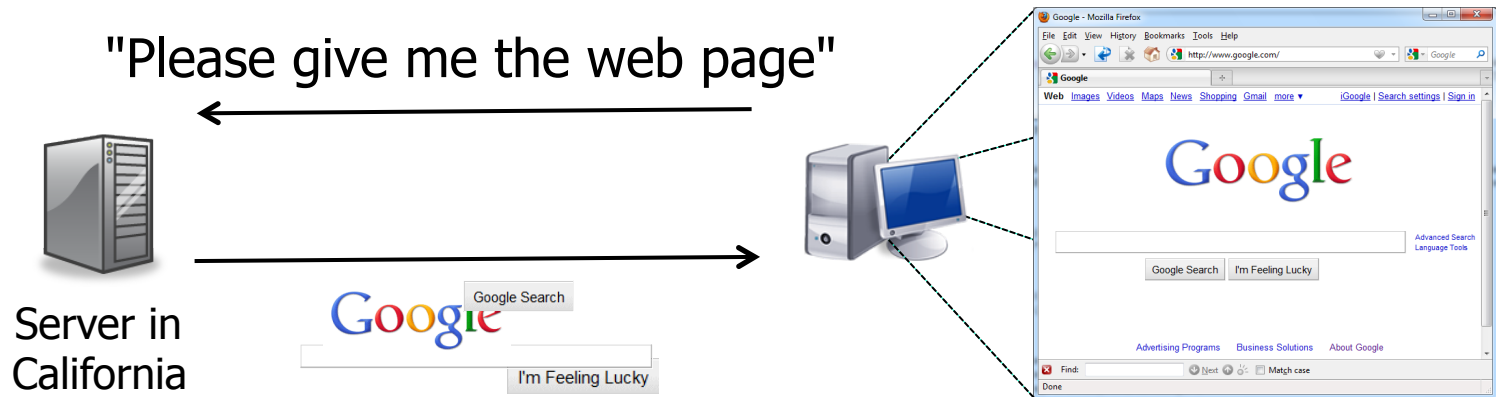 "Please give me the web page"
Server in
California
Google
Google Search
I'm Feeling Lucky
Google - Mozilla Firefox
File Edit View History Bookmarks Tools Help
http://www.google.com/
Google
Google
Web Images Videos Maps News Shopping Gmail more ▼ iGoogle | Search settings | Sign in
Google
Advanced Search
Language Tools
Google Search I'm Feeling Lucky
Advertising Programs Business Solutions About Google
Find: Next Match case
Done